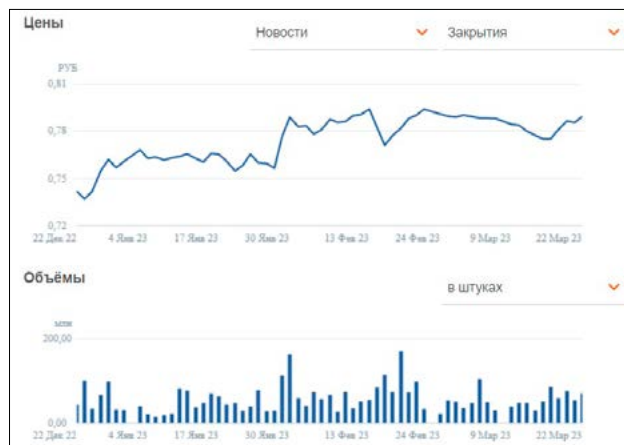 Цены
Новости
Закрытия
РУБ
0,81
0,78
0,75
0,72
22 Дек 22 4 Янв 23 17 Янв 23 30 Янв 23 13 Фев 23 24 Фев 23 9 Мар 23 22 Мар 23
Объёмы
в штуках
млн
200,00
0,00
22 Дек 22 4 Янв 23 17 Янв 23 30 Янв 23 13 Фев 23 24 Фев 23 9 Мар 23 22 Мар 23